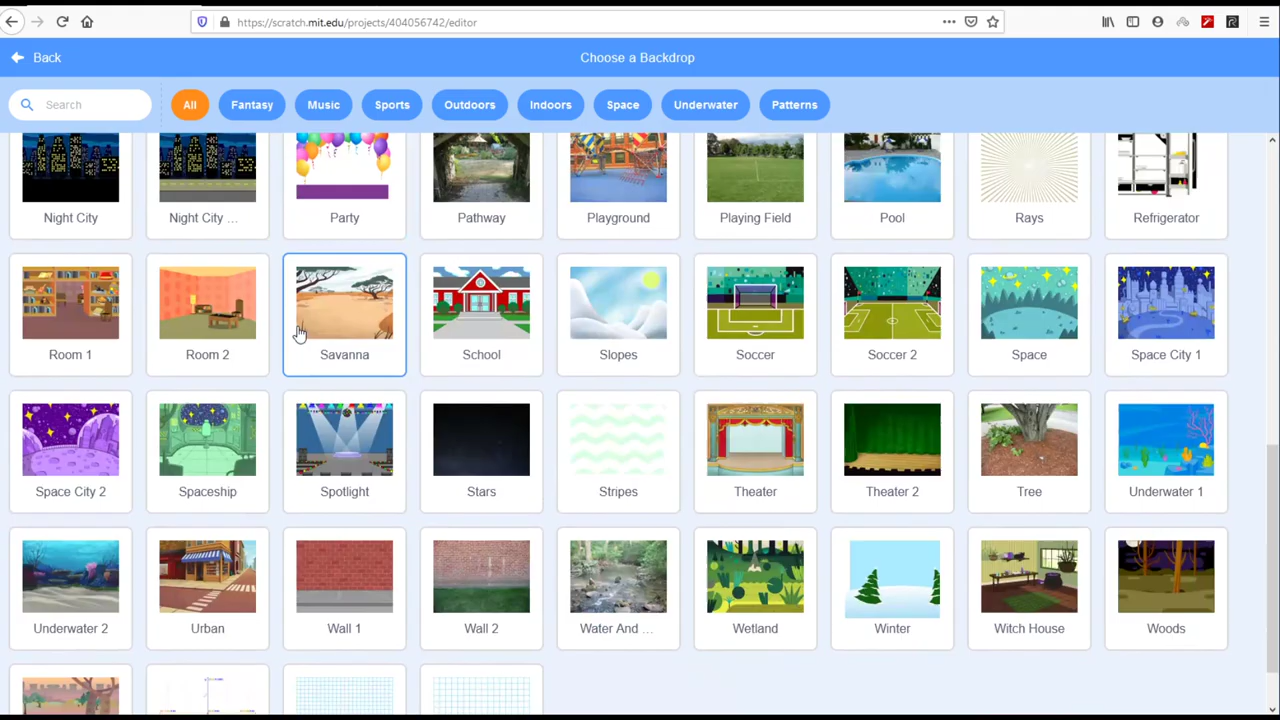 https://scratch.mit.edu/projects/404056742/editor
Back
Choose a Backdrop
Search
All
Fantasy
Music
Sports
Outdoors
Indoors
Space
Underwater
Patterns
Night City
Night City ...
Party
Pathway
Playground
Playing Field
Pool
Rays
Refrigerator
Room 1
Room 2
Savanna
School
Slopes
Soccer
Soccer 2
Space
Space City 1
Space City 2
Spaceship
Spotlight
Stars
Stripes
Theater
Theater 2
Tree
Underwater 1
Underwater 2
Urban
Wall 1
Wall 2
Water And ...
Wetland
Winter
Witch House
Woods